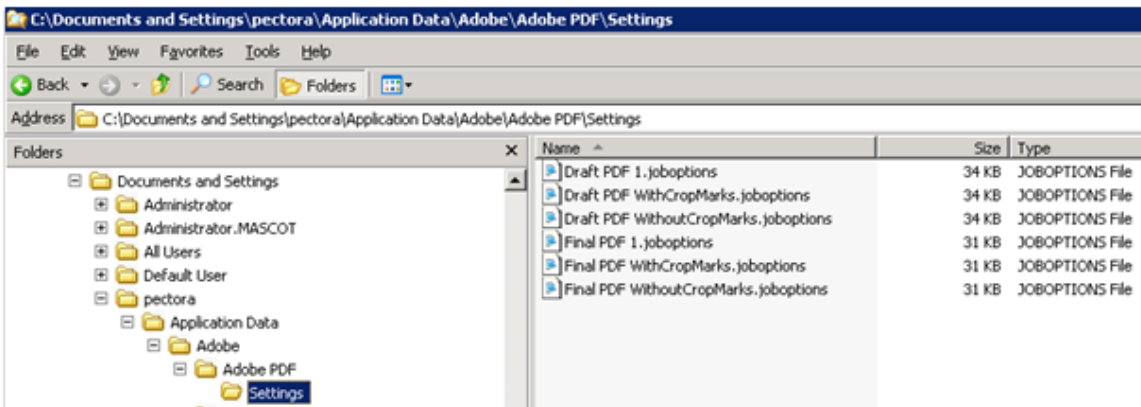 C:\Documents and Settings\pectora\Application Data\Adobe\Adobe PDF\Settings
File Edit View Favorites Tools Help
Back Search Folders
Address C:\Documents and Settings\pectora\Application Data\Adobe\Adobe PDF\Settings
Folders
Documents and Settings
Administrator
Administrator.MASCOT
All Users
Default User
pectora
Application Data
Adobe
Adobe PDF
Settings
Name Size Type
Draft PDF 1.joboptions 34 KB JOBOPTIONS File
Draft PDF WithCropMarks.joboptions 34 KB JOBOPTIONS File
Draft PDF WithoutCropMarks.joboptions 34 KB JOBOPTIONS File
Final PDF 1.joboptions 31 KB JOBOPTIONS File
Final PDF WithCropMarks.joboptions 31 KB JOBOPTIONS File
Final PDF WithoutCropMarks.joboptions 31 KB JOBOPTIONS File